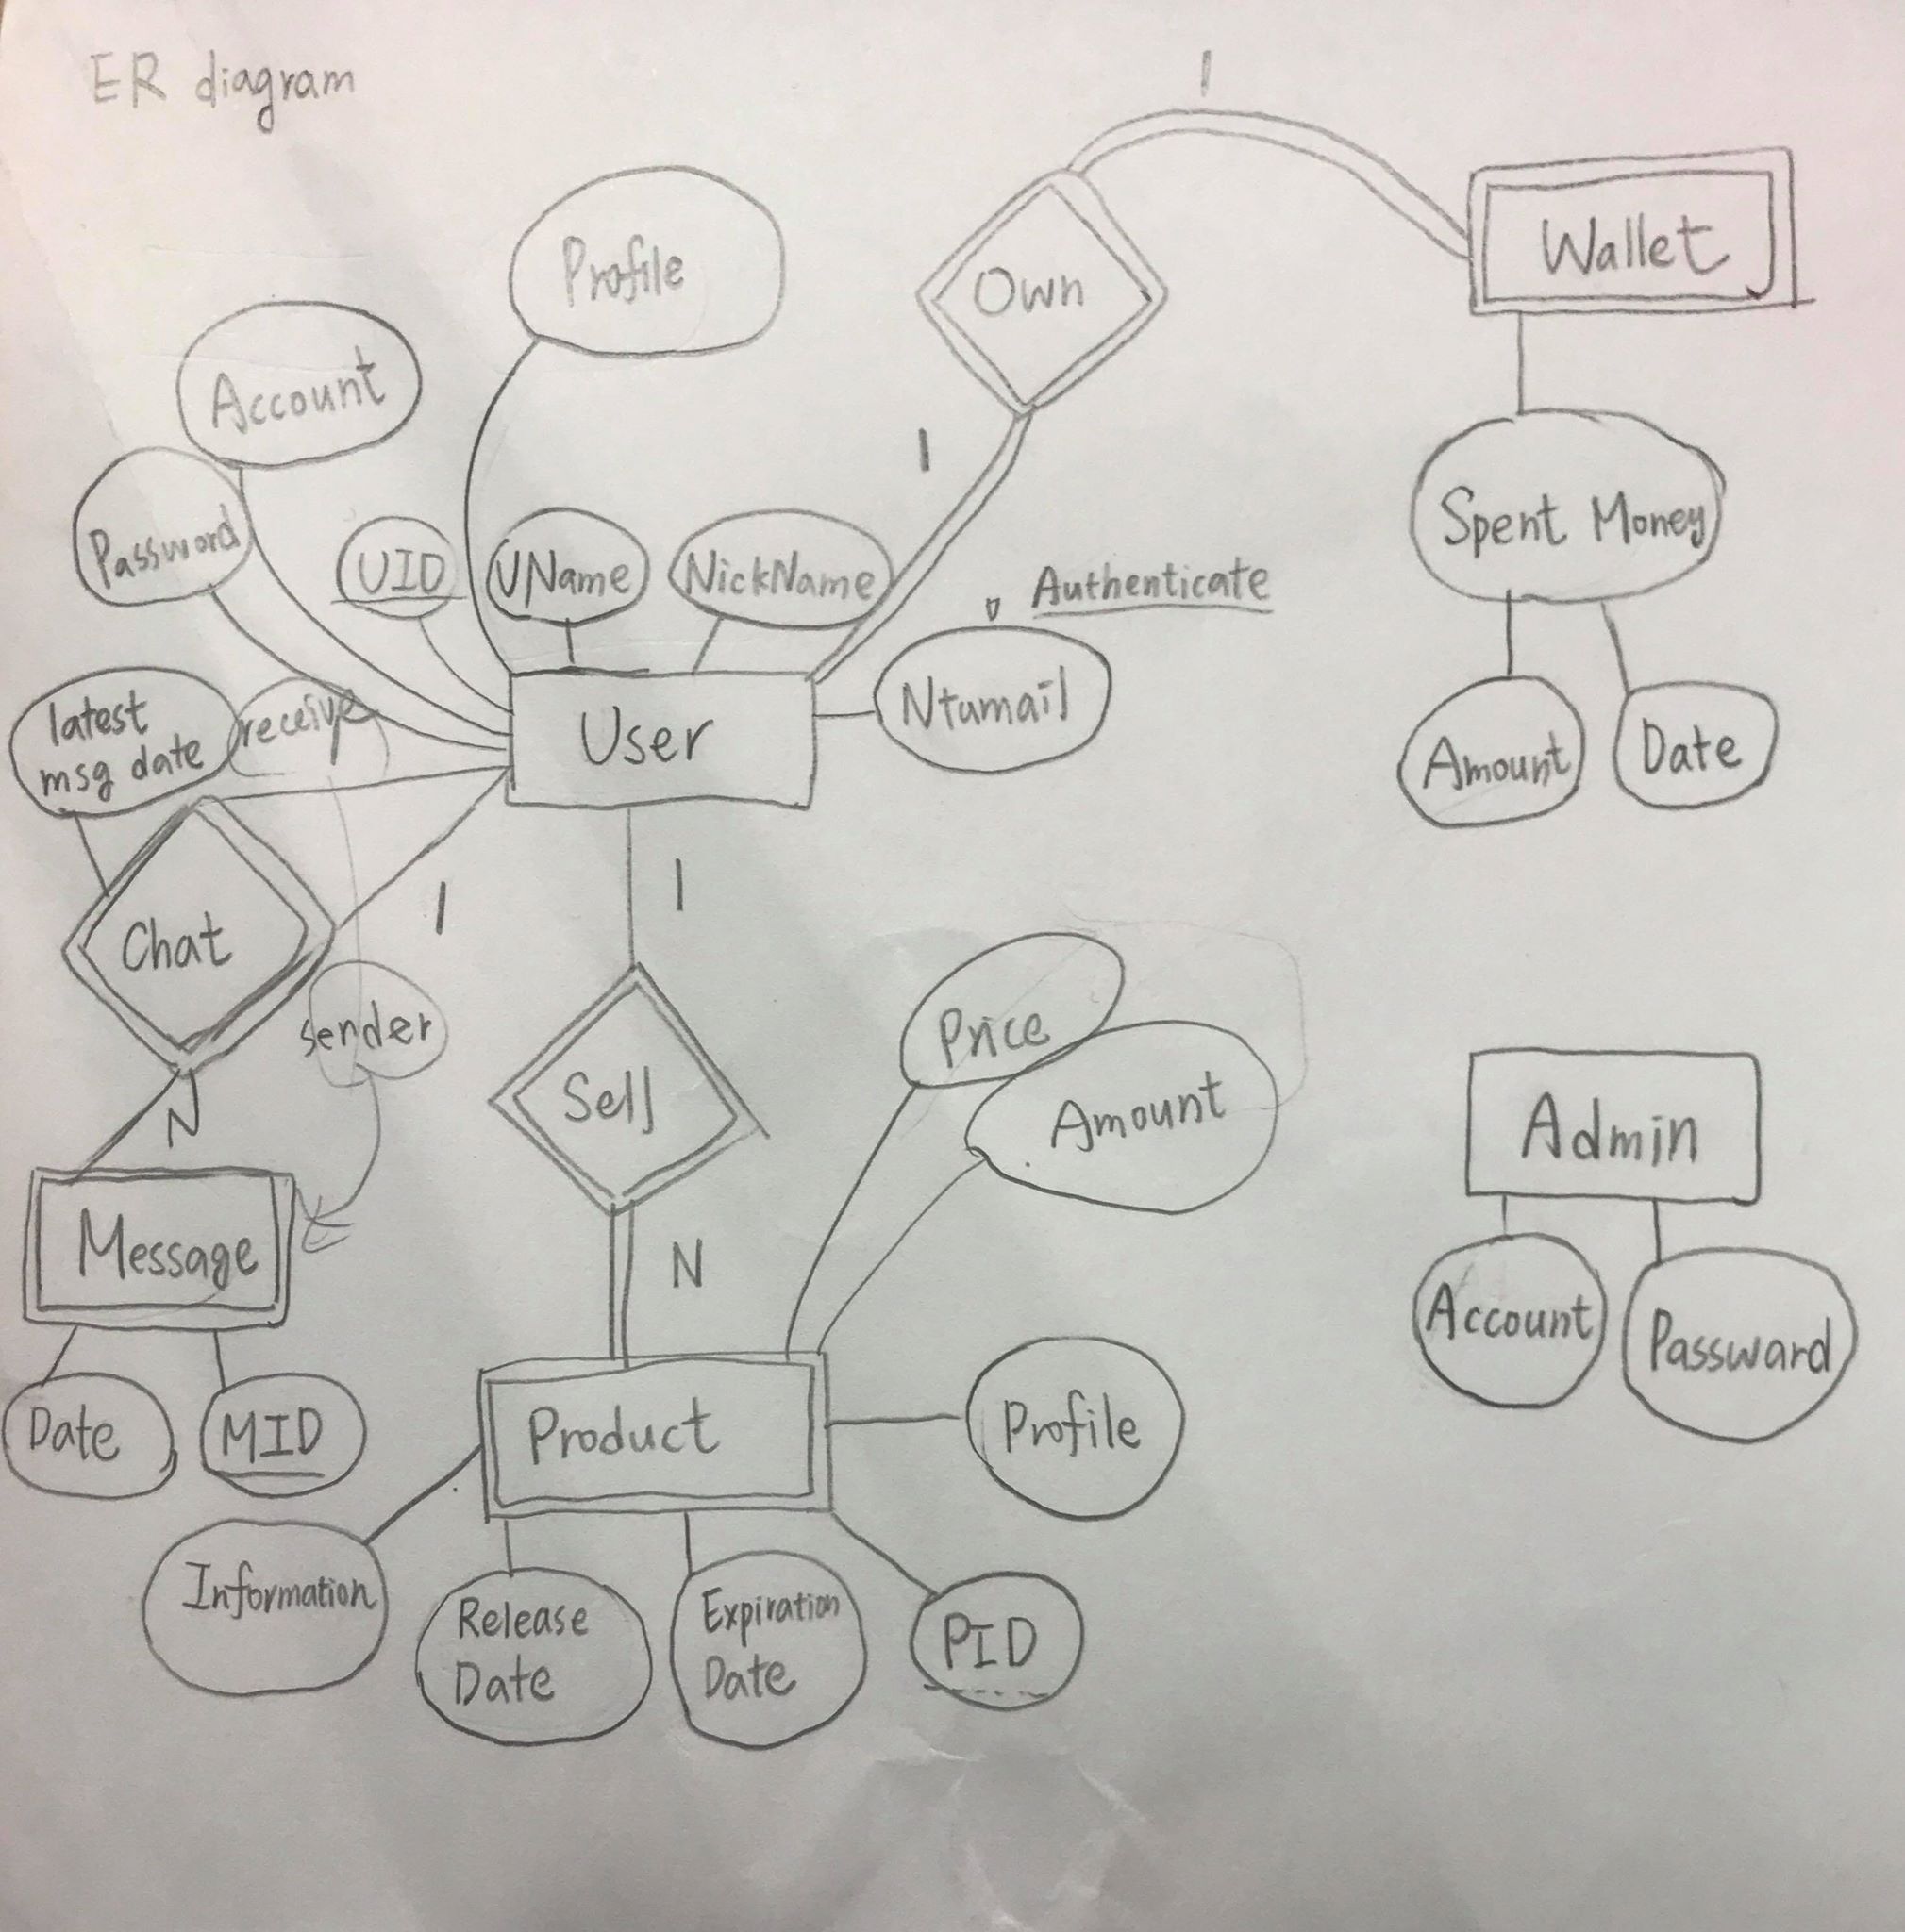 ER diagram
1
Profile
Own
Wallet
Account
1
Password
UID
UName
NickName
Authenticate
Spent Money
Ntumail
latest
msg date
receive
User
Amount
Date
1
1
Chat
sender
Price
Amount
Sell
N
Admin
Message
N
Account
Passward
Product
Profile
Date
MID
Information
Release
Date
Expiration
Date
PID